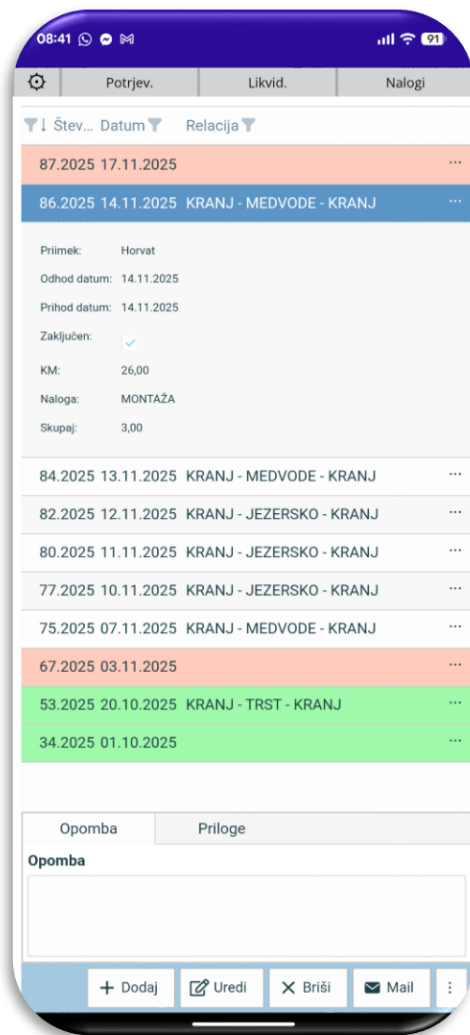 08:41 91
Potrjev. Likvid. Nalogi
Štev... Datum Relacija
87.2025 17.11.2025 ...
86.2025 14.11.2025 KRANJ - MEDVODE - KRANJ ...
Priimek: Horvat
Odhod datum: 14.11.2025
Prihod datum: 14.11.2025
Zaključen:
KM: 26,00
Naloga: MONTAŽA
Skupaj: 3,00
84.2025 13.11.2025 KRANJ - MEDVODE - KRANJ ...
82.2025 12.11.2025 KRANJ - JEZERSKO - KRANJ ...
80.2025 11.11.2025 KRANJ - JEZERSKO - KRANJ ...
77.2025 10.11.2025 KRANJ - JEZERSKO - KRANJ ...
75.2025 07.11.2025 KRANJ - MEDVODE - KRANJ ...
67.2025 03.11.2025 ...
53.2025 20.10.2025 KRANJ - TRST - KRANJ ...
34.2025 01.10.2025 ...
Opomba Priloge
Opomba
+ Dodaj Uredi Briši Mail